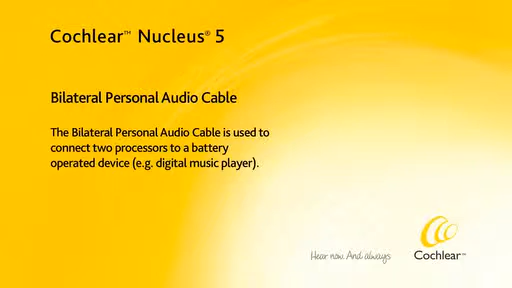 Cochlear™ Nucleus® 5
Bilateral Personal Audio Cable
The Bilateral Personal Audio Cable is used to
connect two processors to a battery
operated device (e.g. digital music player).
Hear now. And always
Cochlear™